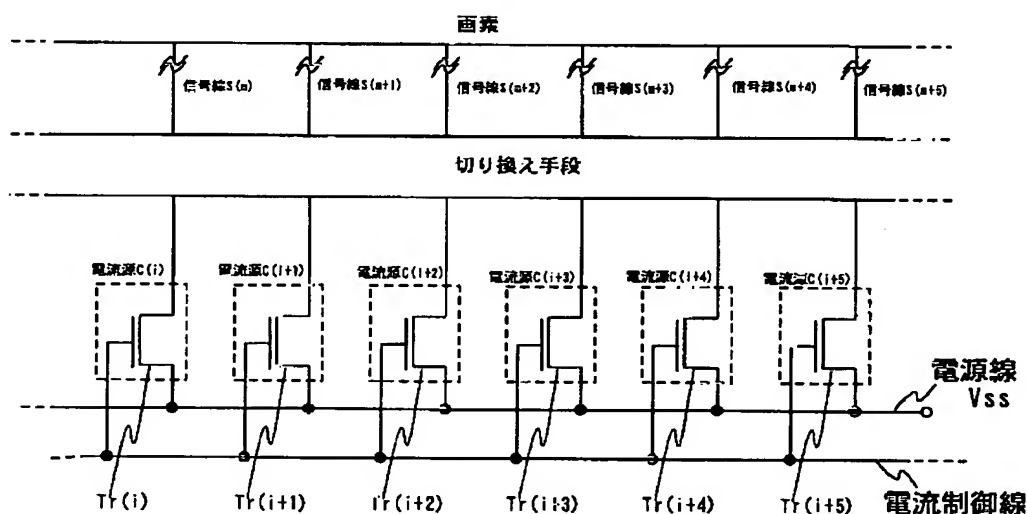 画素
信号線S(m) 信号線S(m+1) 信号線S(m+2) 信号線S(m+3) 信号線S(m+4) 信号線S(m+5)
切り換え手段
電流源C(i) 電流源C(i+1) 電流源C(i+2) 電流源C(i+3) 電流源C(i+4) 電流源C(i+5)
電源線
Vss
Tr(i) Tr(i+1) Tr(i+2) Tr(i+3) Tr(i+4) Tr(i+5) 電流制御線